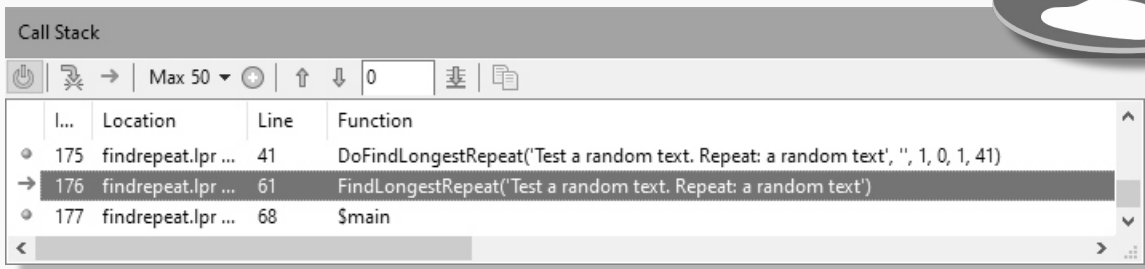 Call Stack
Max 50 0
I... Location Line Function
175 findrepeat.lpr ... 41 DoFindLongestRepeat('Test a random text. Repeat: a random text', '', 1, 0, 1, 41)
176 findrepeat.lpr ... 61 FindLongestRepeat('Test a random text. Repeat: a random text')
177 findrepeat.lpr ... 68 $main